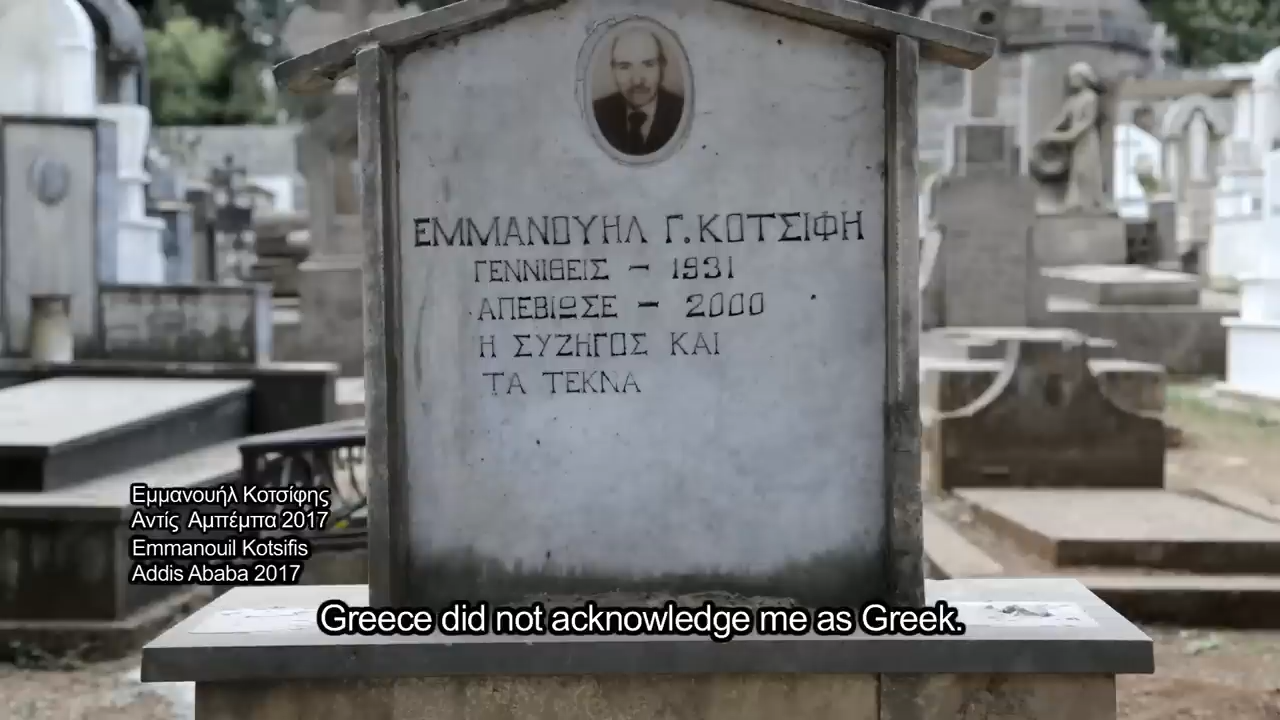 ΕΜΜΑΝΟΥΗΛ Γ. ΚΟΤΣΙΦΗ
ΓΕΝΝΙΘΕΙΣ - 1931
ΑΠΕΒΙΩΣΕ - 2000
Η ΣΥΖΗΓΟΣ ΚΑΙ
ΤΑ ΤΕΚΝΑ
Εμμανουήλ Κοτσίφης
Αντίς Αμπέμπα 2017
Emmanouil Kotsifis
Addis Ababa 2017
Greece did not acknowledge me as Greek.